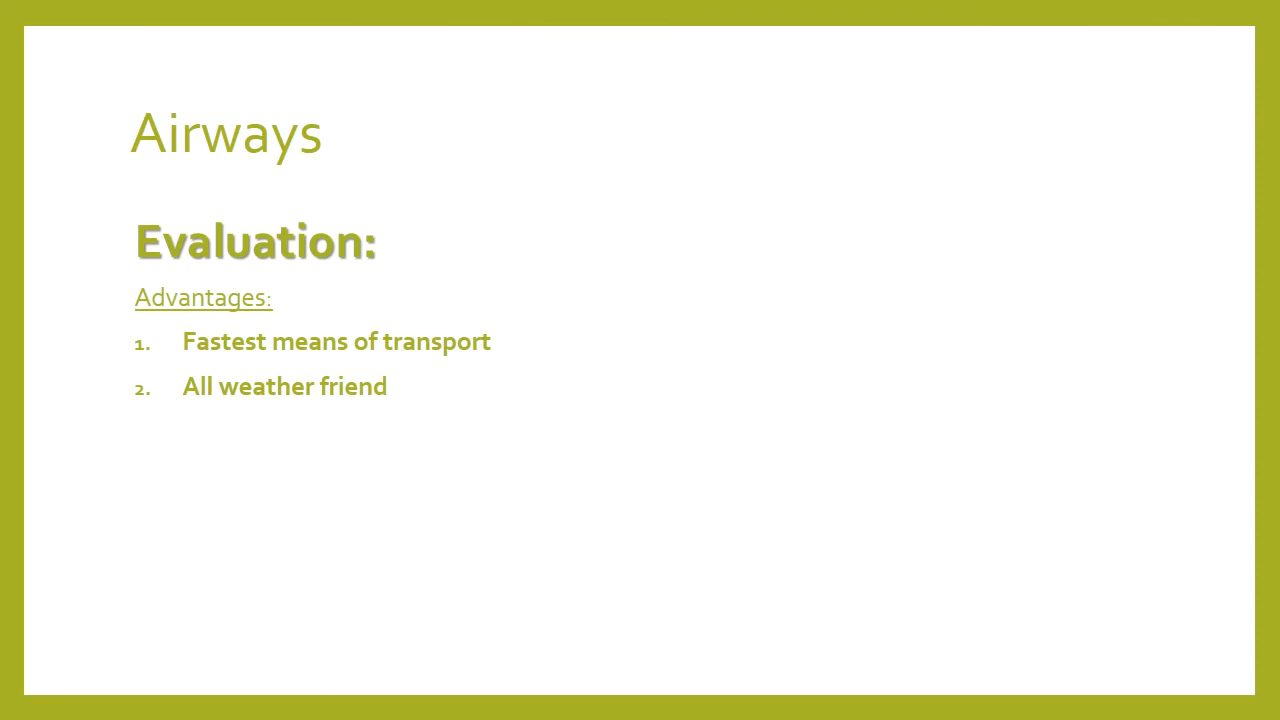 Airways
Evaluation:
Advantages:
1. Fastest means of transport
2. All weather friend